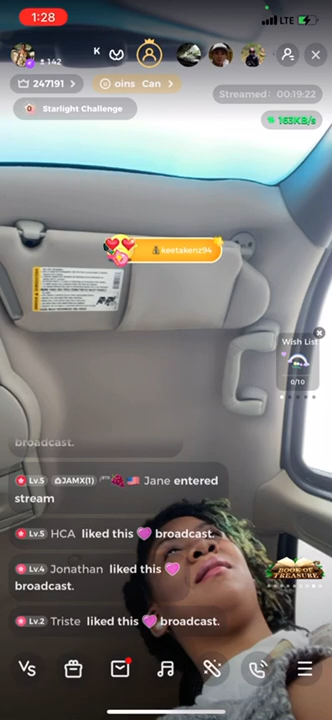 1:28
LTE
142
K
247191 >
oins Can >
Streamed: 00:19:22
Starlight Challenge
163KB/s
keetakenz94
Wish List
0/10
broadcast.
Lv.5 JAMX(1) Jane entered
stream
Lv.5 HCA liked this broadcast.
Lv.4 Jonathan liked this
broadcast.
BOOK OF
TREASURE
Lv.2 Triste liked this broadcast.
Vs